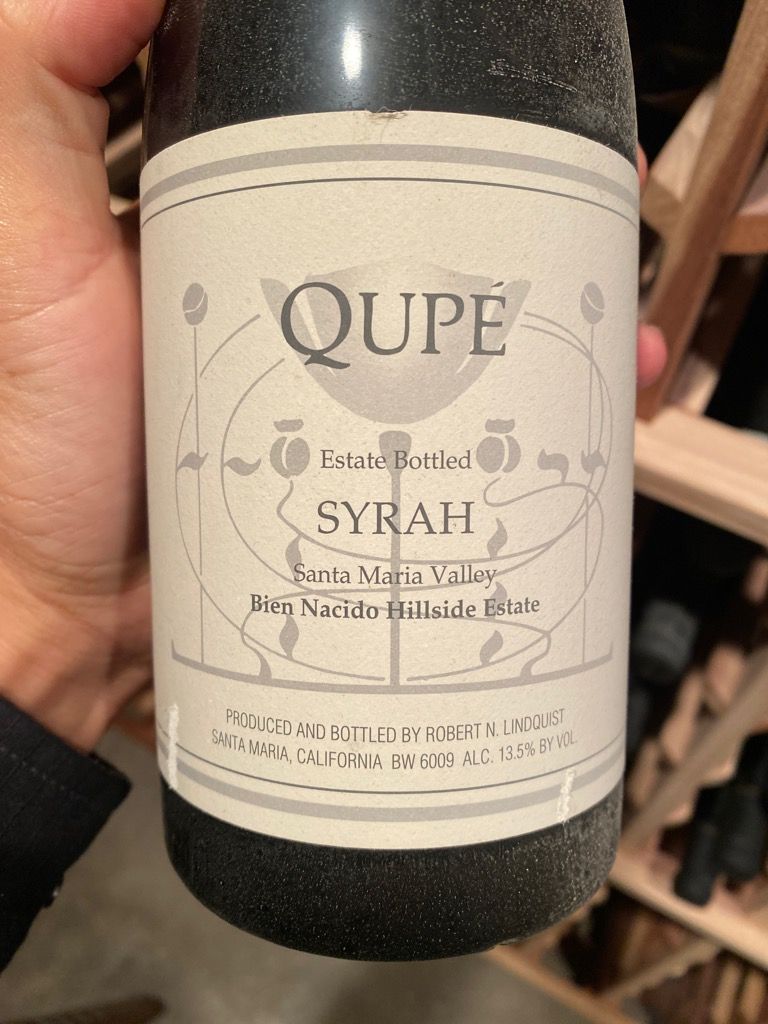 QUPÉ
Estate Bottled
SYRAH
Santa Maria Valley
Bien Nacido Hillside Estate
PRODUCED AND BOTTLED BY ROBERT N. LINDQUIST
SANTA MARIA, CALIFORNIA BW 6009 ALC. 13.5% BY VOL.